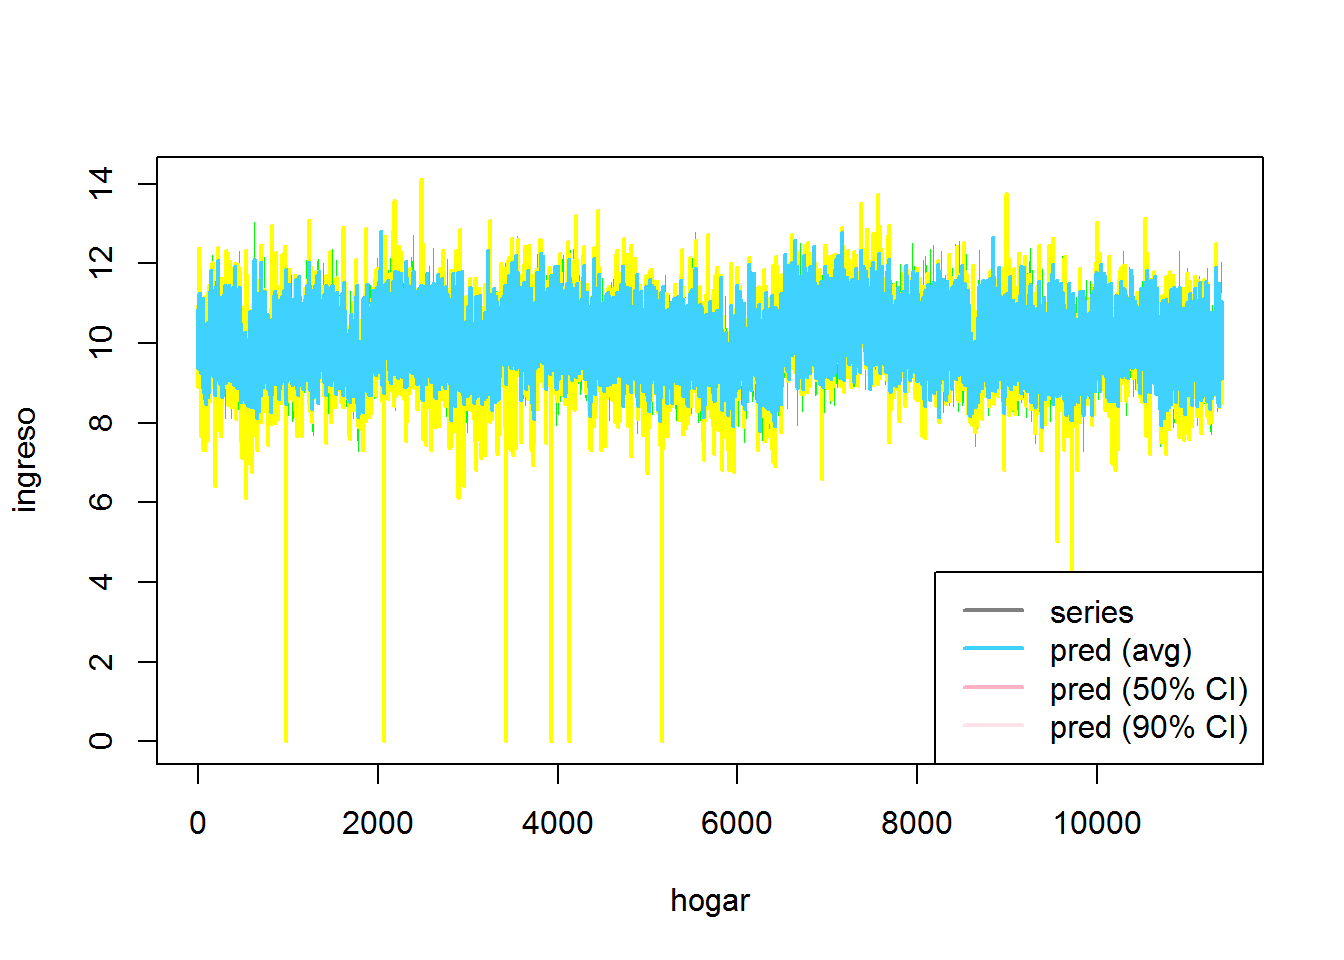 14
12
10
8
6
4
2
0
ingreso
series
pred (avg)
pred (50% CI)
pred (90% CI)
0 2000 4000 6000 8000 10000
hogar